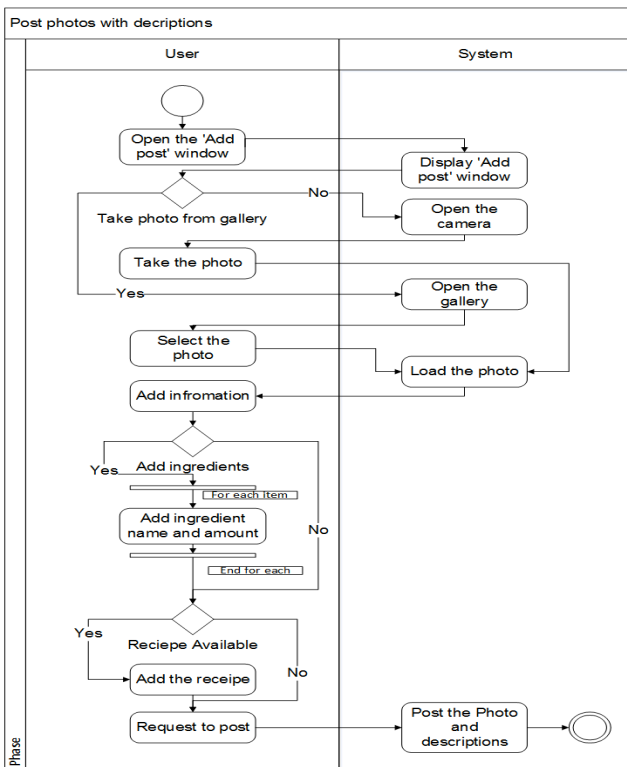 Post photos with decriptions
User
System
Open the 'Add
post' window
Display 'Add
post' window
No
Take photo from gallery
Open the
camera
Take the photo
Yes
Open the
gallery
Select the
photo
Load the photo
Add infromation
Yes
Add ingredients
For each item
Add ingredient
name and amount
No
End for each
Yes
Reciepe Available
Add the receipe
No
Request to post
Post the Photo
and
descriptions
Phase